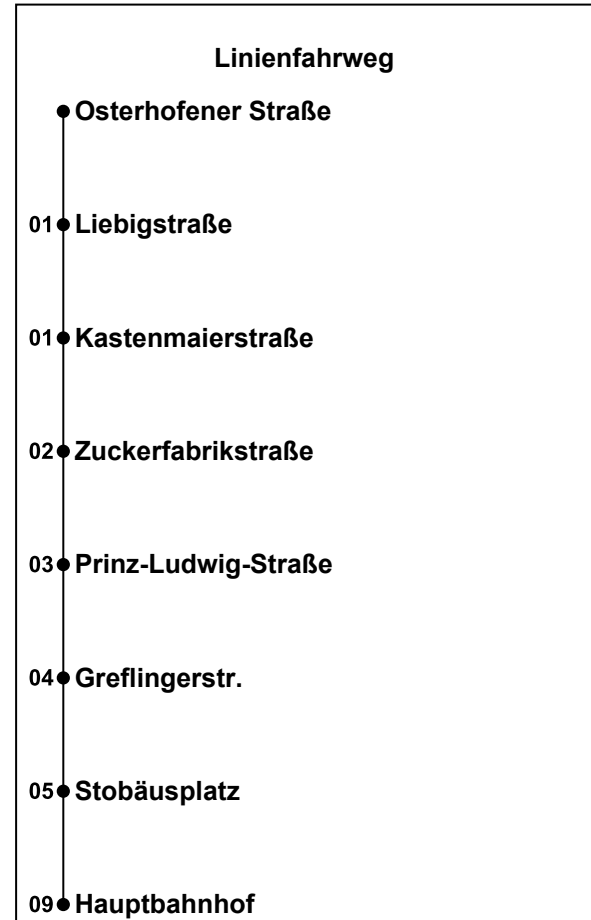 Linienfahrweg
Osterhofener Straße
01 Liebigstraße
01 Kastenmaierstraße
02 Zuckerfabrikstraße
03 Prinz-Ludwig-Straße
04 Greflingerstr.
05 Stobäusplatz
09 Hauptbahnhof